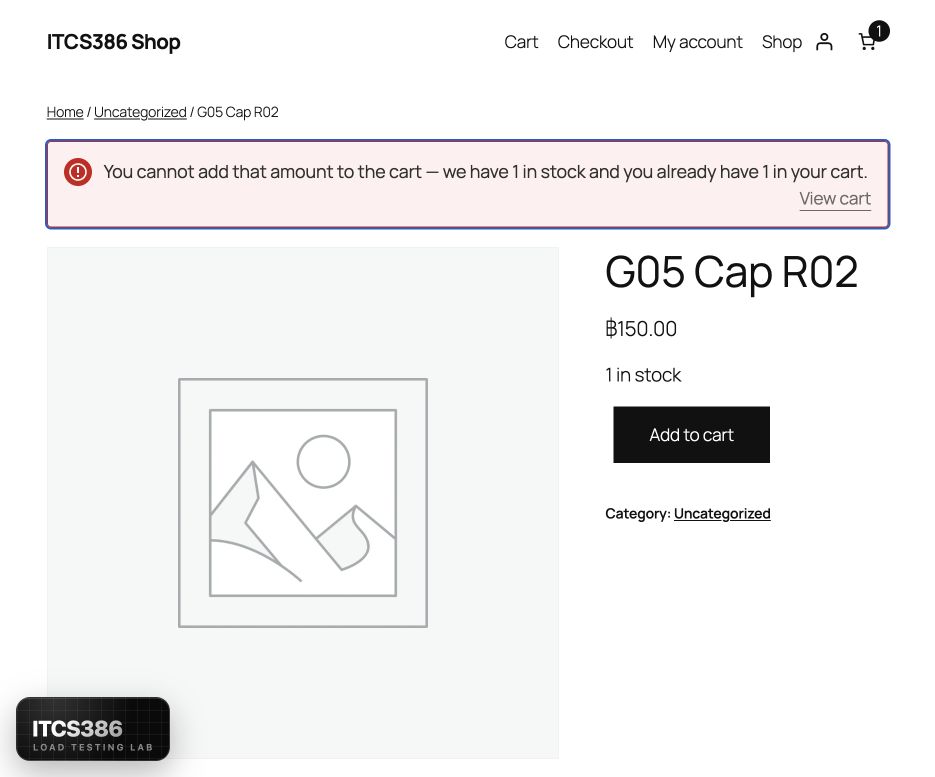 ITCS386 Shop
Cart Checkout My account Shop 1
Home / Uncategorized / G05 Cap R02
You cannot add that amount to the cart — we have 1 in stock and you already have 1 in your cart.
View cart
G05 Cap R02
฿150.00
1 in stock
Add to cart
Category: Uncategorized
ITCS386
LOAD TESTING LAB